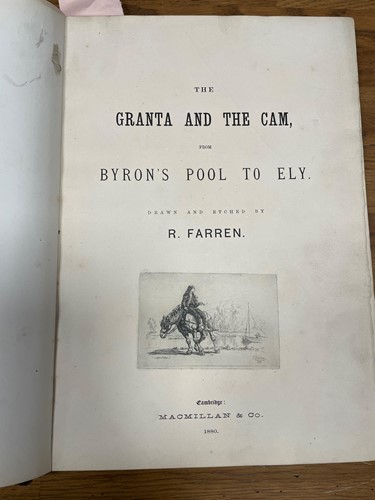 THE
GRANTA AND THE CAM,
FROM
BYRON'S POOL TO ELY.
DRAWN AND ETCHED BY
R. FARREN.
Cambridge:
MACMILLAN & Co.
1880.